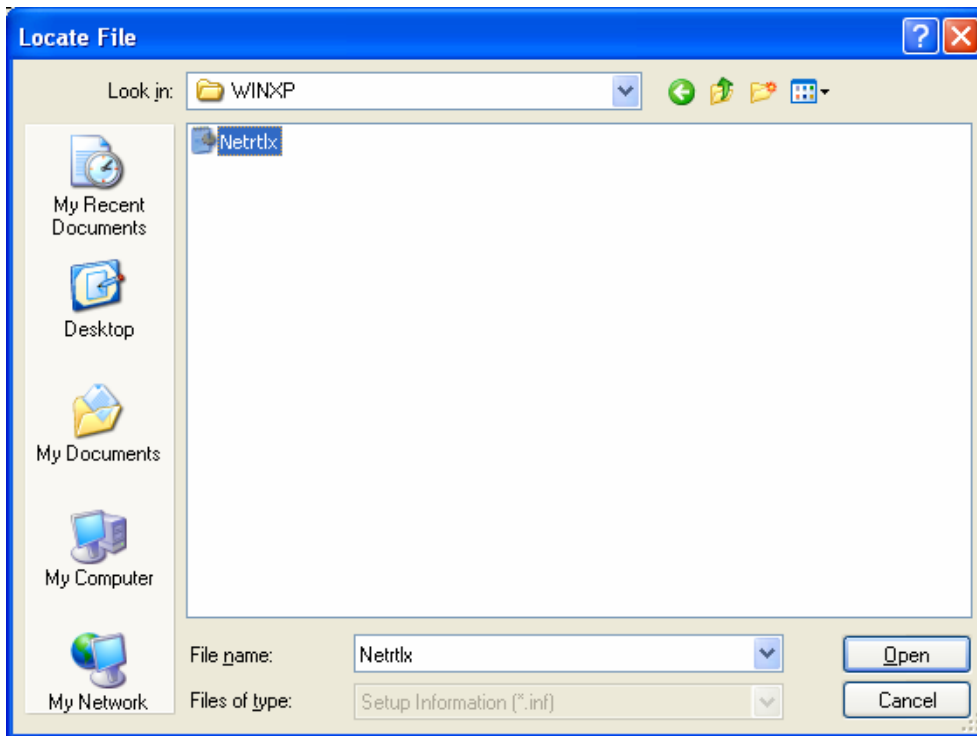 Locate File
Look in: WINXP
Netrtlx
My Recent
Documents
Desktop
My Documents
My Computer
My Network
File name: Netrtlx
Open
Files of type: Setup Information (*.inf)
Cancel